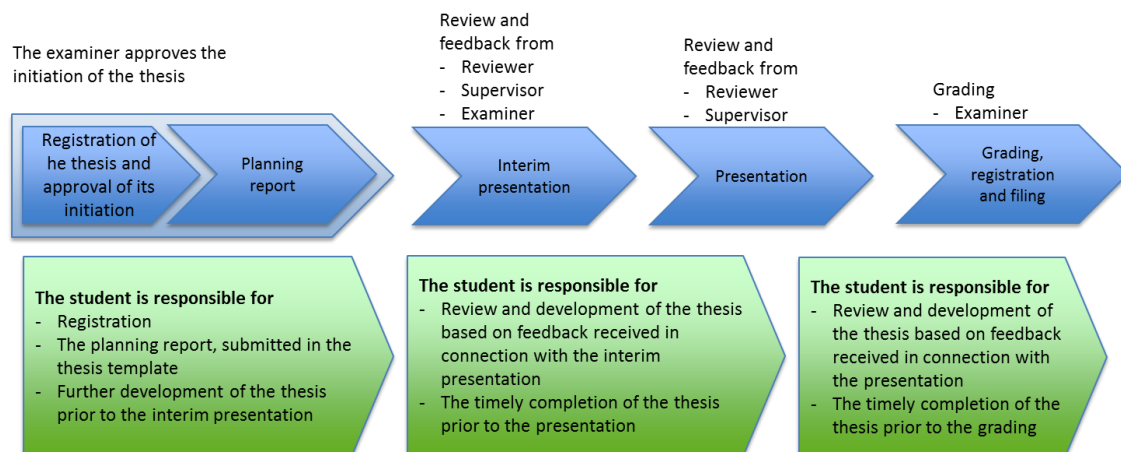 The examiner approves the
initiation of the thesis
Review and
feedback from
- Reviewer
- Supervisor
- Examiner
Review and
feedback from
- Reviewer
- Supervisor
Grading
- Examiner
Registration of
he thesis and
approval of its
initiation
Planning
report
Interim
presentation
Presentation
Grading,
registration
and filing
The student is responsible for
- Registration
- The planning report, submitted in the
thesis template
- Further development of the thesis
prior to the interim presentation
The student is responsible for
- Review and development of the thesis
based on feedback received in
connection with the interim
presentation
- The timely completion of the thesis
prior to the presentation
The student is responsible for
- Review and development of
the thesis based on feedback
received in connection with
the presentation
- The timely completion of the
thesis prior to the grading